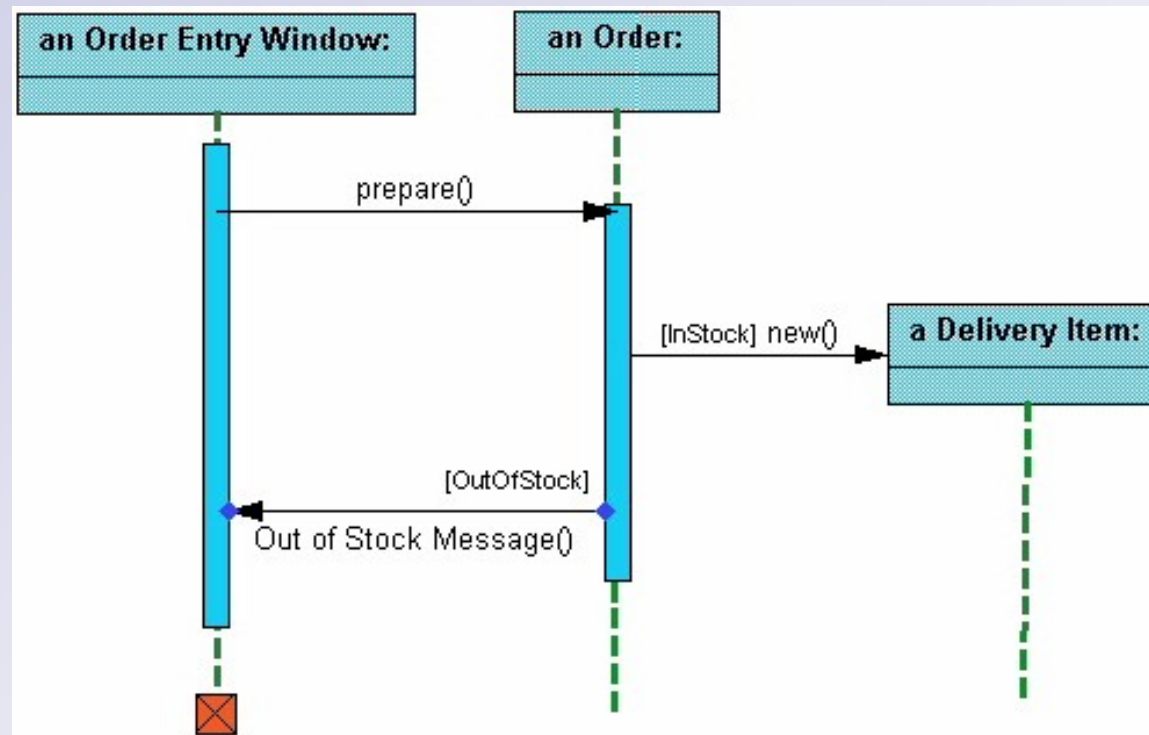 an Order Entry Window:
an Order:
prepare()
[InStock] new()
a Delivery Item:
[OutOfStock]
Out of Stock Message()